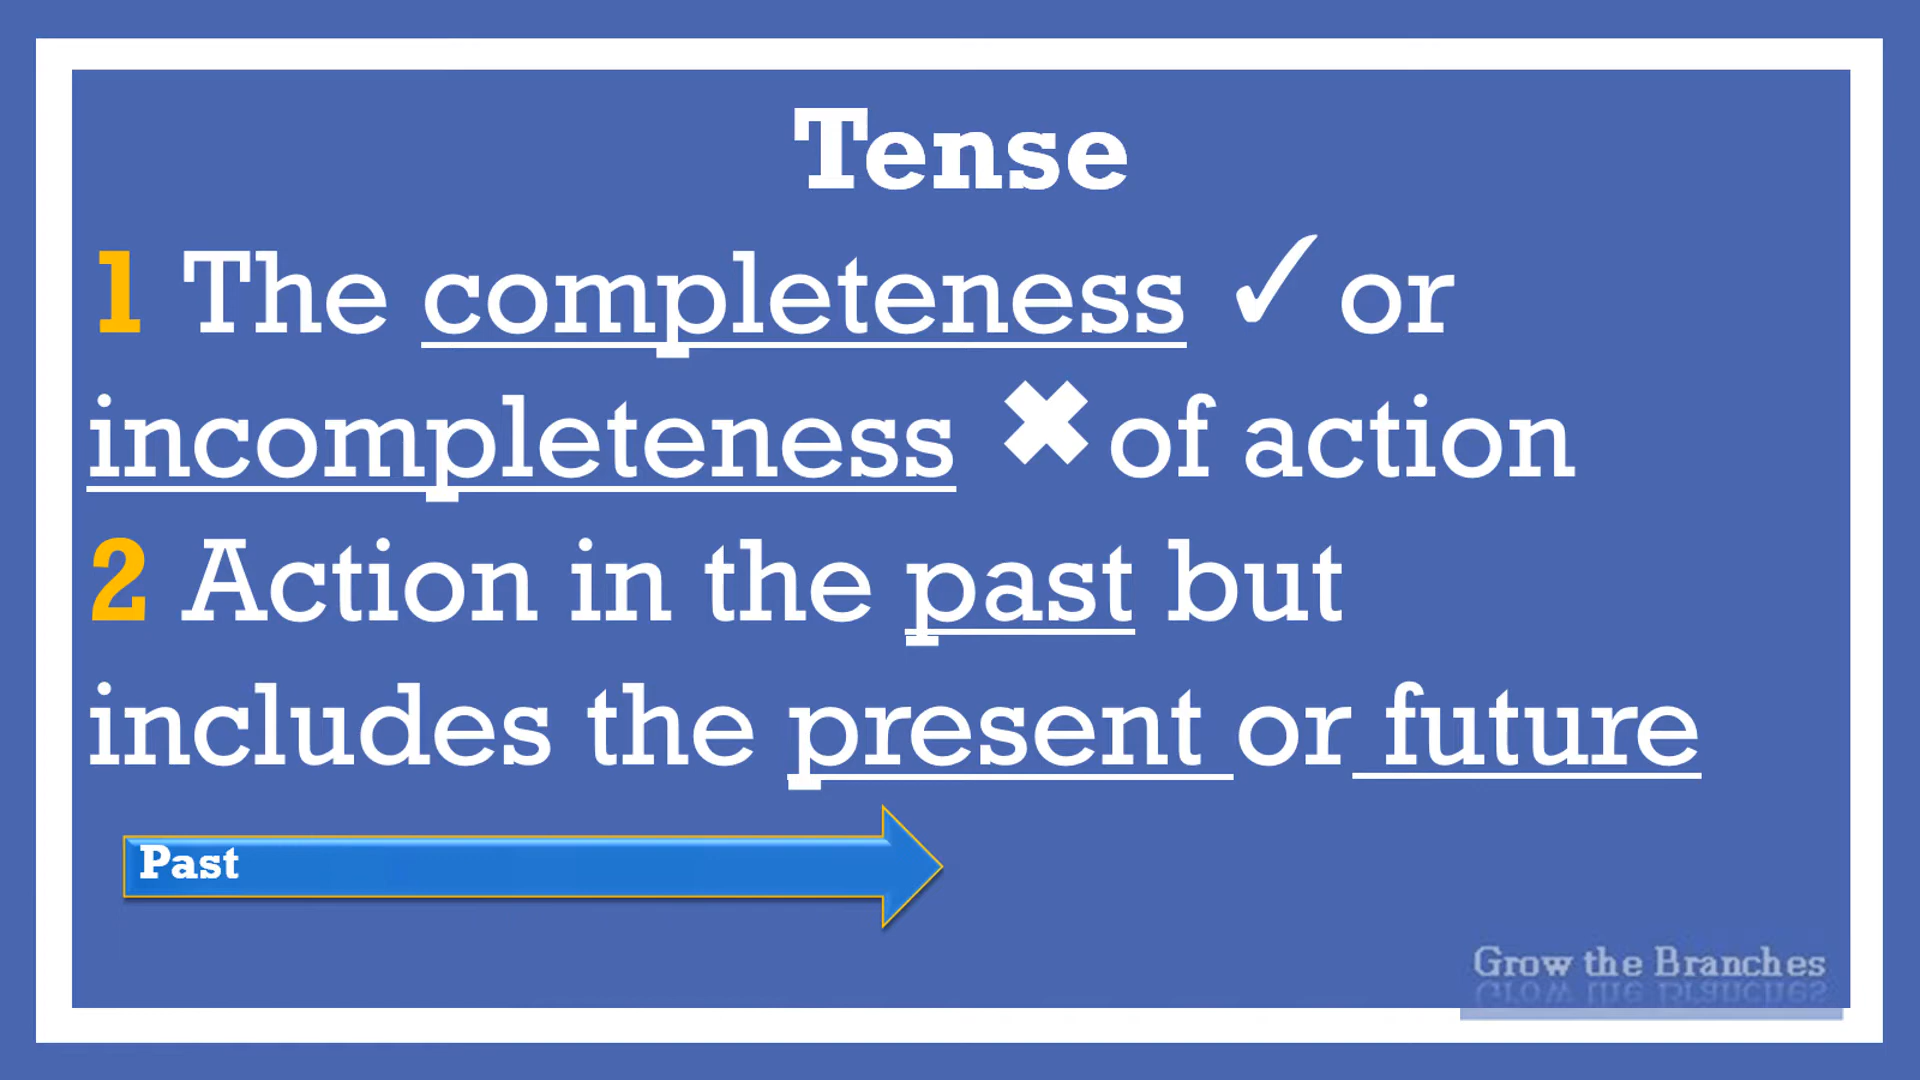 Tense
1 The completeness ✓ or
incompleteness ✖ of action
2 Action in the past but
includes the present or future
Past
Grow the Branches